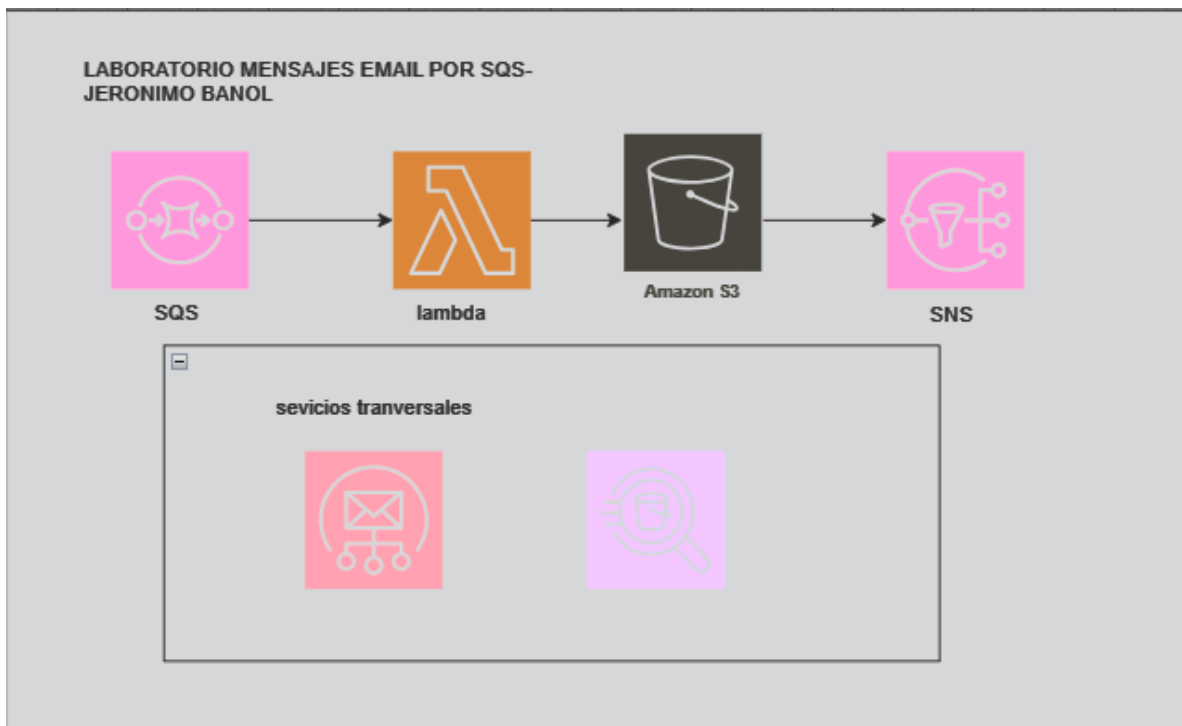 LABORATORIO MENSAJES EMAIL POR SQS-
JERONIMO BANOL
SQS
lambda
Amazon S3
SNS
sevicios tranversales